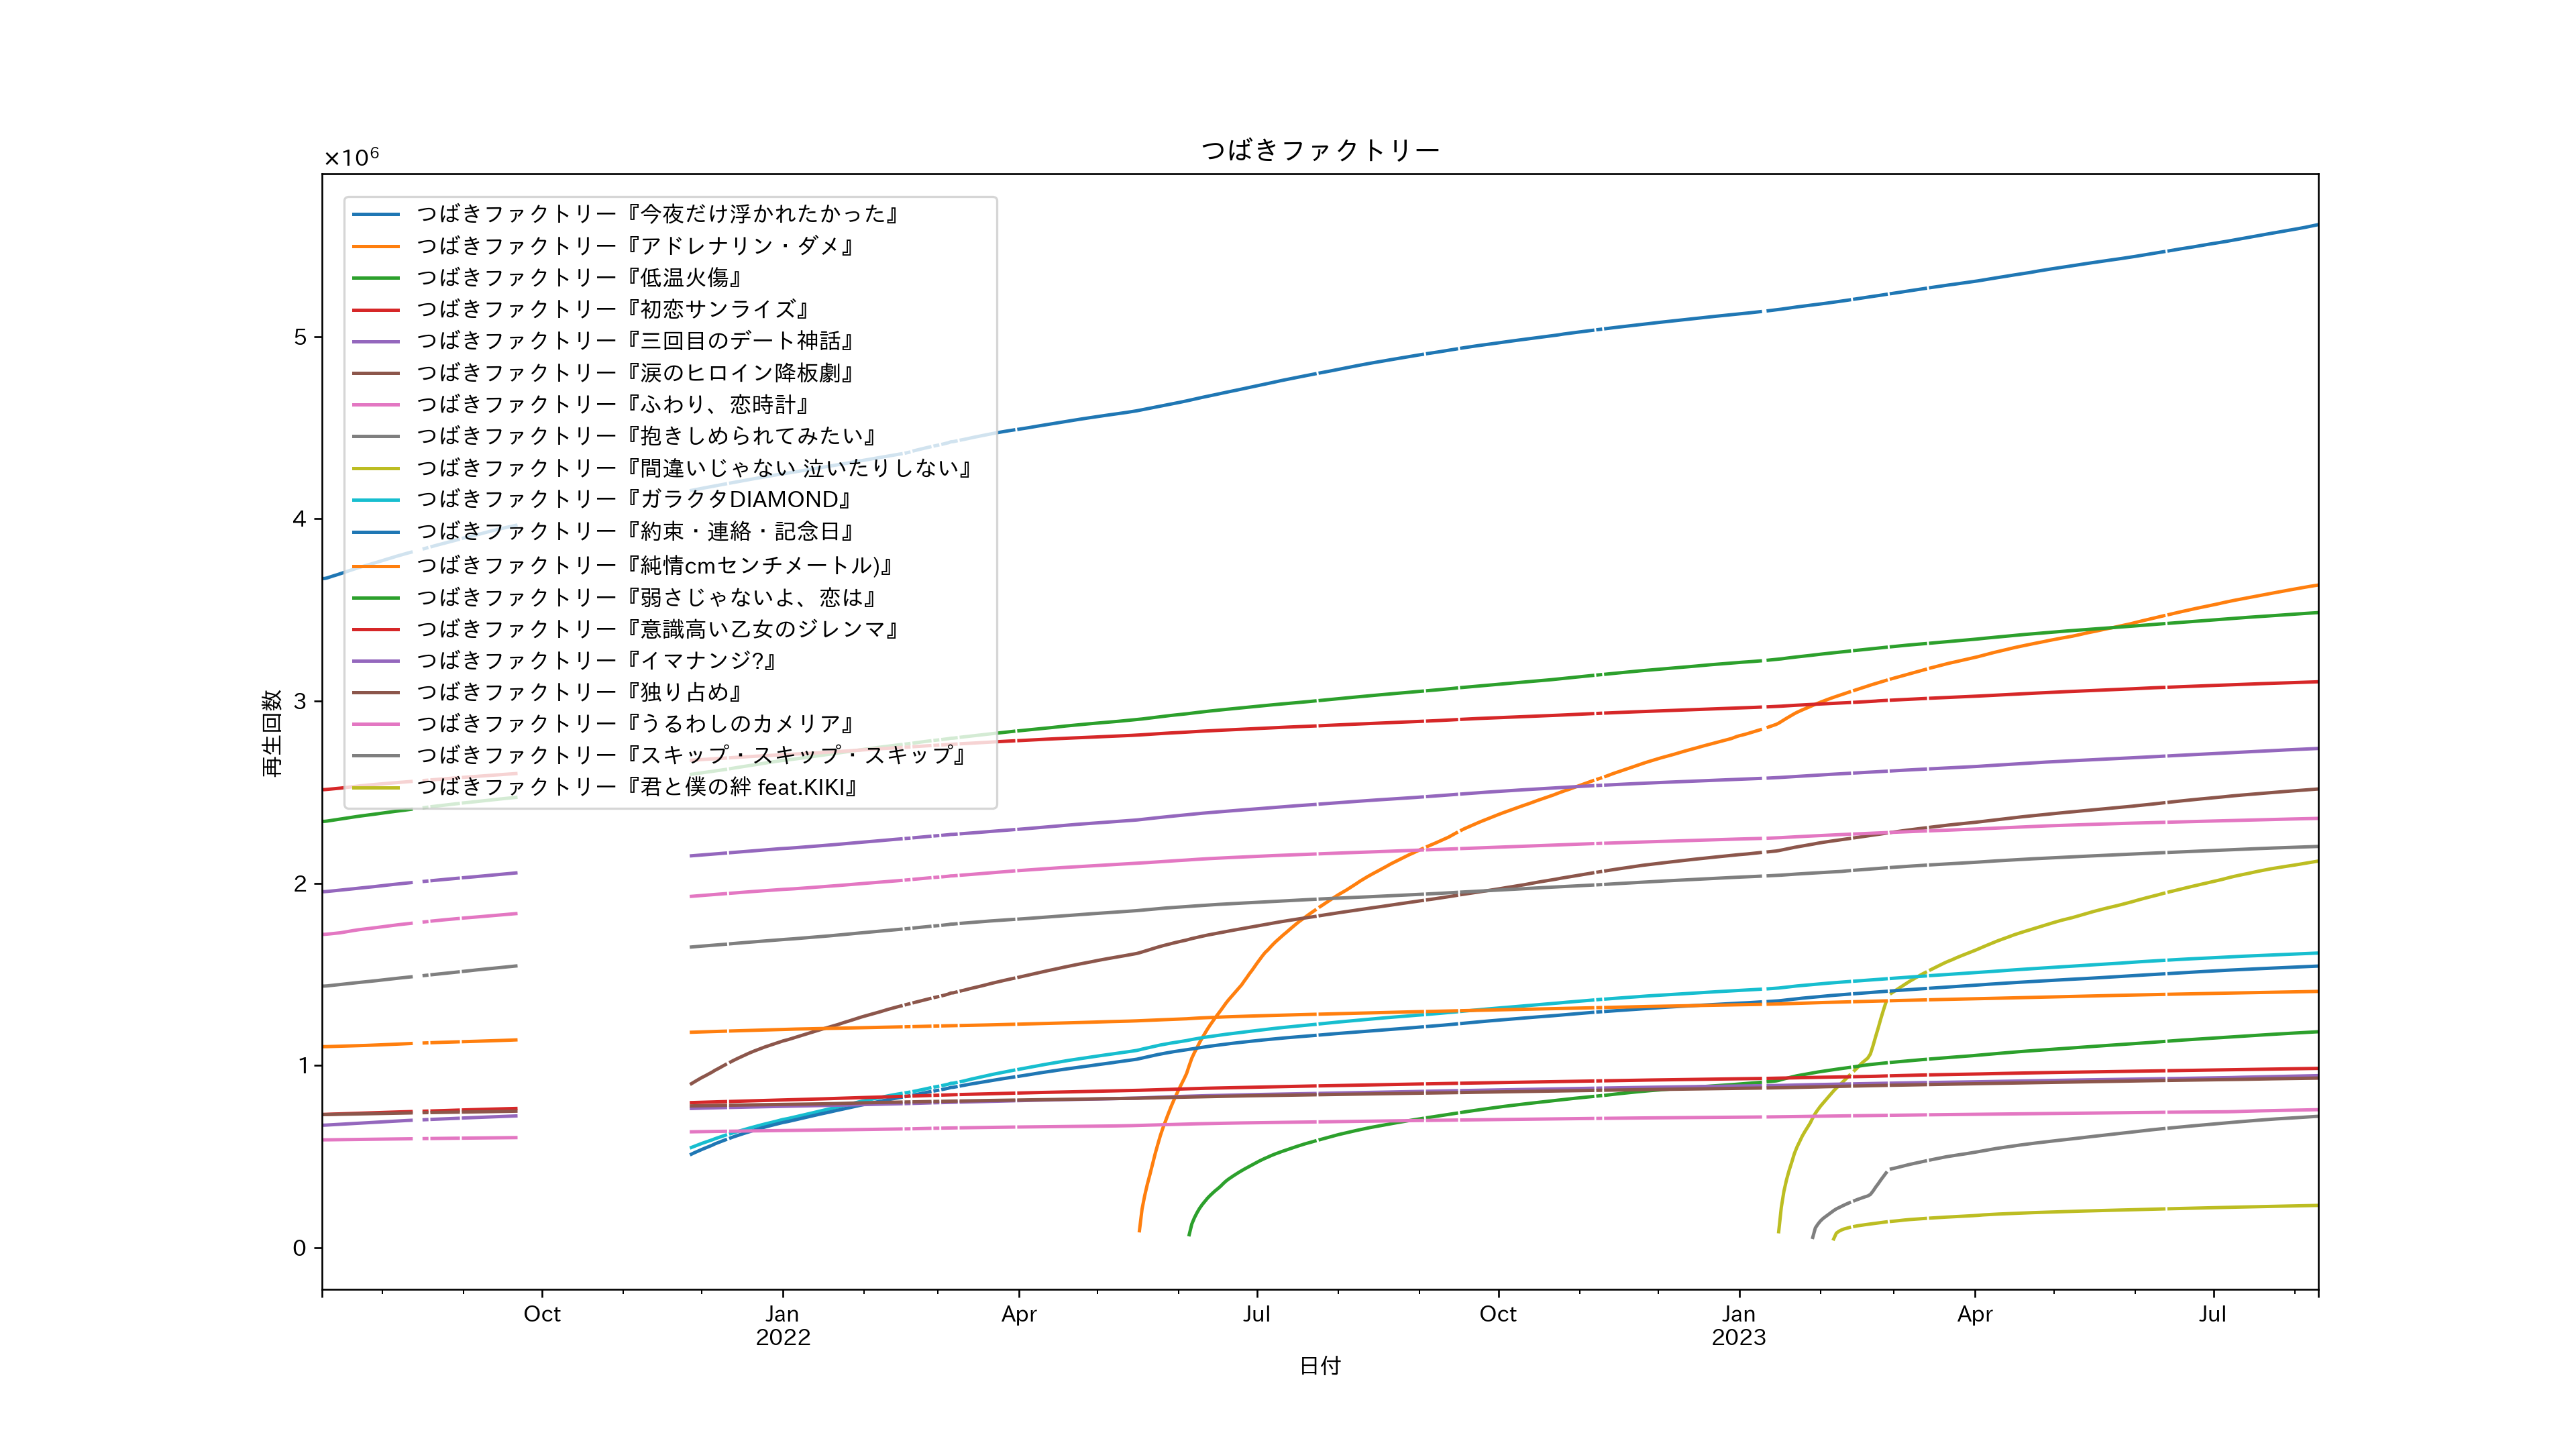 つばきファクトリー
×10⁶
つばきファクトリー『今夜だけ浮かれたかった』
つばきファクトリー『アドレナリン・ダメ』
つばきファクトリー『低温火傷』
つばきファクトリー『初恋サンライズ』
つばきファクトリー『三回目のデート神話』
つばきファクトリー『涙のヒロイン降板劇』
つばきファクトリー『ふわり、恋時計』
つばきファクトリー『抱きしめられてみたい』
つばきファクトリー『間違いじゃない 泣いたりしない』
つばきファクトリー『ガラクタDIAMOND』
つばきファクトリー『約束・連絡・記念日』
つばきファクトリー『純情cmセンチメートル)』
つばきファクトリー『弱さじゃないよ、恋は』
つばきファクトリー『意識高い乙女のジレンマ』
つばきファクトリー『イマナンジ?』
つばきファクトリー『独り占め』
つばきファクトリー『うるわしのカメリア』
つばきファクトリー『スキップ・スキップ・スキップ』
つばきファクトリー『君と僕の絆 feat.KIKI』
5
4
3
2
1
0
再生回数
Oct Jan Apr Jul Oct Jan Apr Jul
2022 2023
日付